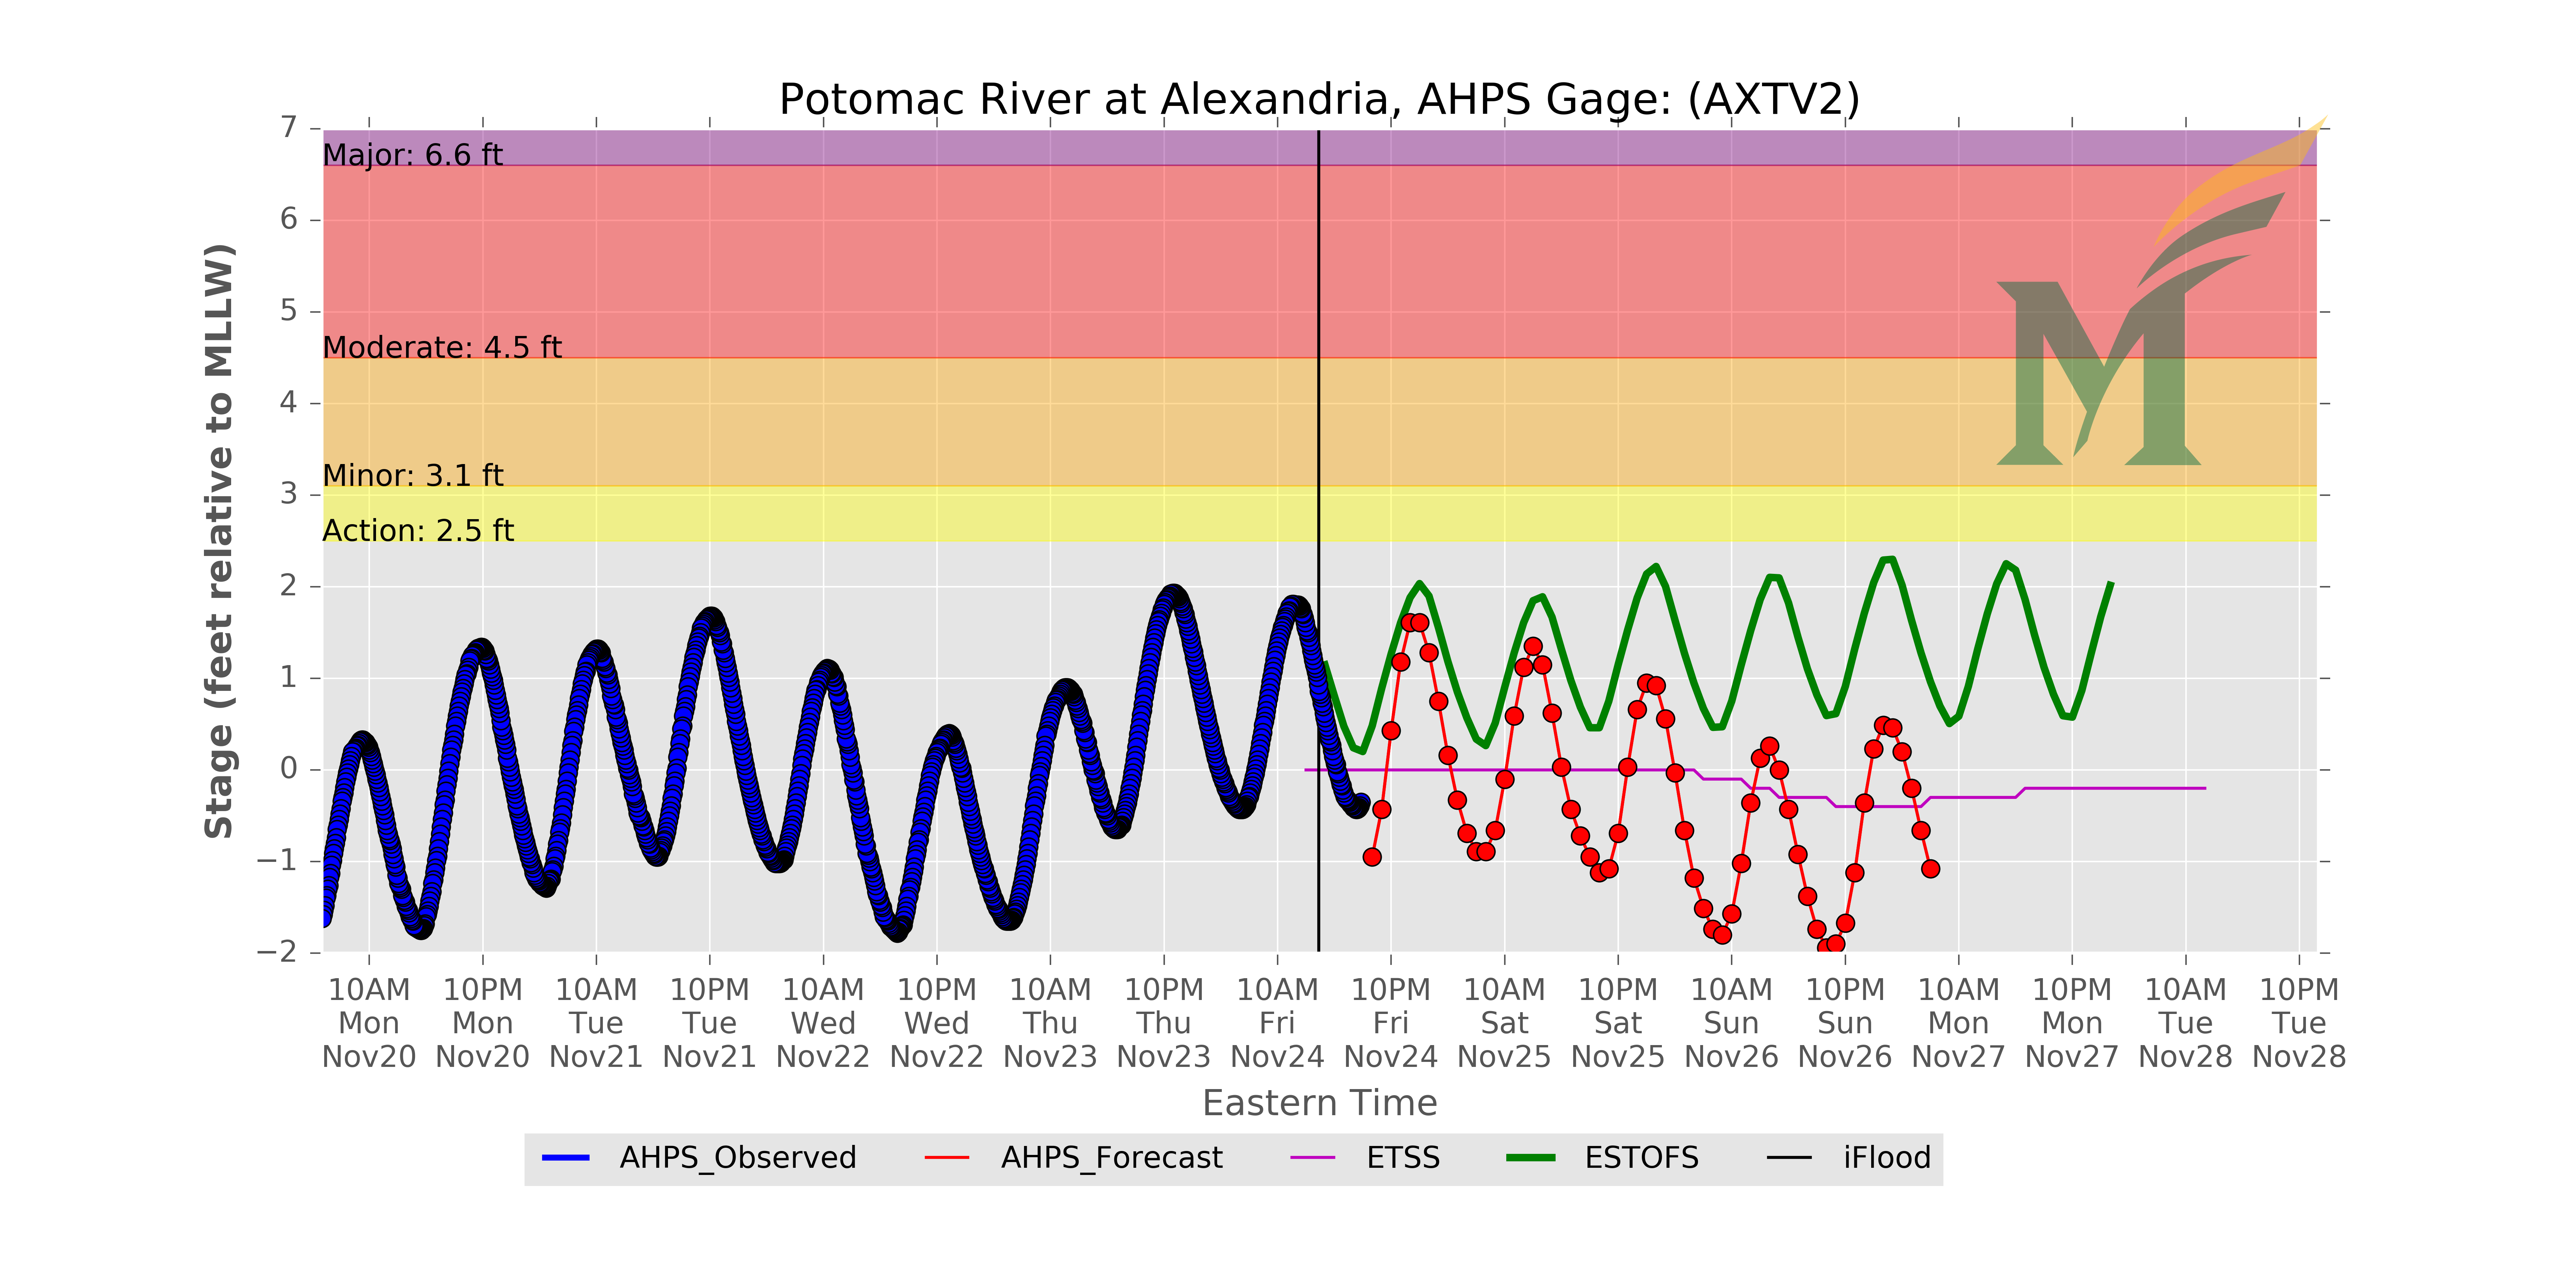 Potomac River at Alexandria, AHPS Gage: (AXTV2)
Stage (feet relative to MLLW)
7
6
5
4
3
2
1
0
−1
−2
Major: 6.6 ft
Moderate: 4.5 ft
Minor: 3.1 ft
Action: 2.5 ft
M
10AM 10PM 10AM 10PM 10AM 10PM 10AM 10PM 10AM 10PM 10AM 10PM 10AM 10PM 10AM 10PM 10AM 10PM
Mon Mon Tue Tue Wed Wed Thu Thu Fri Fri Sat Sat Sun Sun Mon Mon Tue Tue
Nov20 Nov20 Nov21 Nov21 Nov22 Nov22 Nov23 Nov23 Nov24 Nov24 Nov25 Nov25 Nov26 Nov26 Nov27 Nov27 Nov28 Nov28
Eastern Time
AHPS_Observed AHPS_Forecast ETSS ESTOFS iFlood